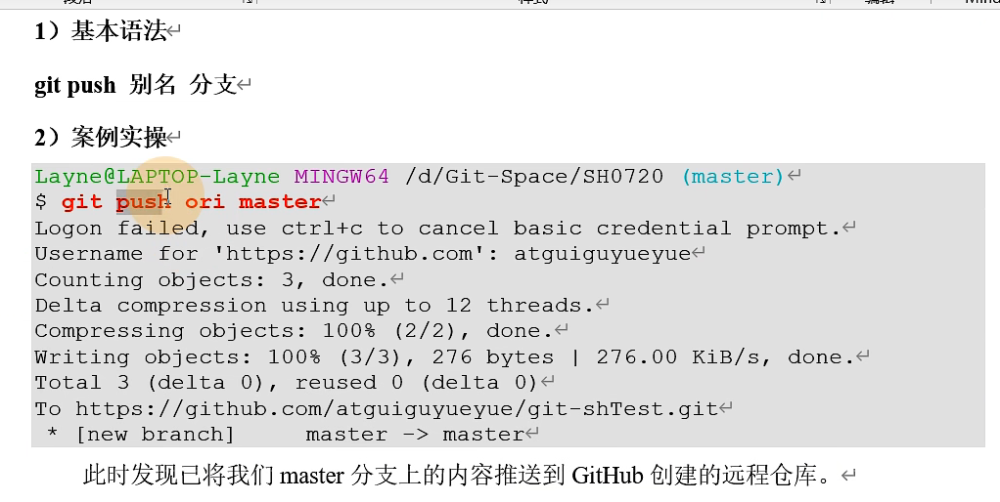 1）基本语法
git push 别名 分支
2）案例实操
Layne@LAPTOP-Layne MINGW64 /d/Git-Space/SH0720 (master)
$ git push ori master
Logon failed, use ctrl+c to cancel basic credential prompt.
Username for 'https://github.com': atguiguyueyue
Counting objects: 3, done.
Delta compression using up to 12 threads.
Compressing objects: 100% (2/2), done.
Writing objects: 100% (3/3), 276 bytes | 276.00 KiB/s, done.
Total 3 (delta 0), reused 0 (delta 0)
To https://github.com/atguiguyueyue/git-shTest.git
* [new branch] master -> master
此时发现已将我们 master 分支上的内容推送到 GitHub 创建的远程仓库。